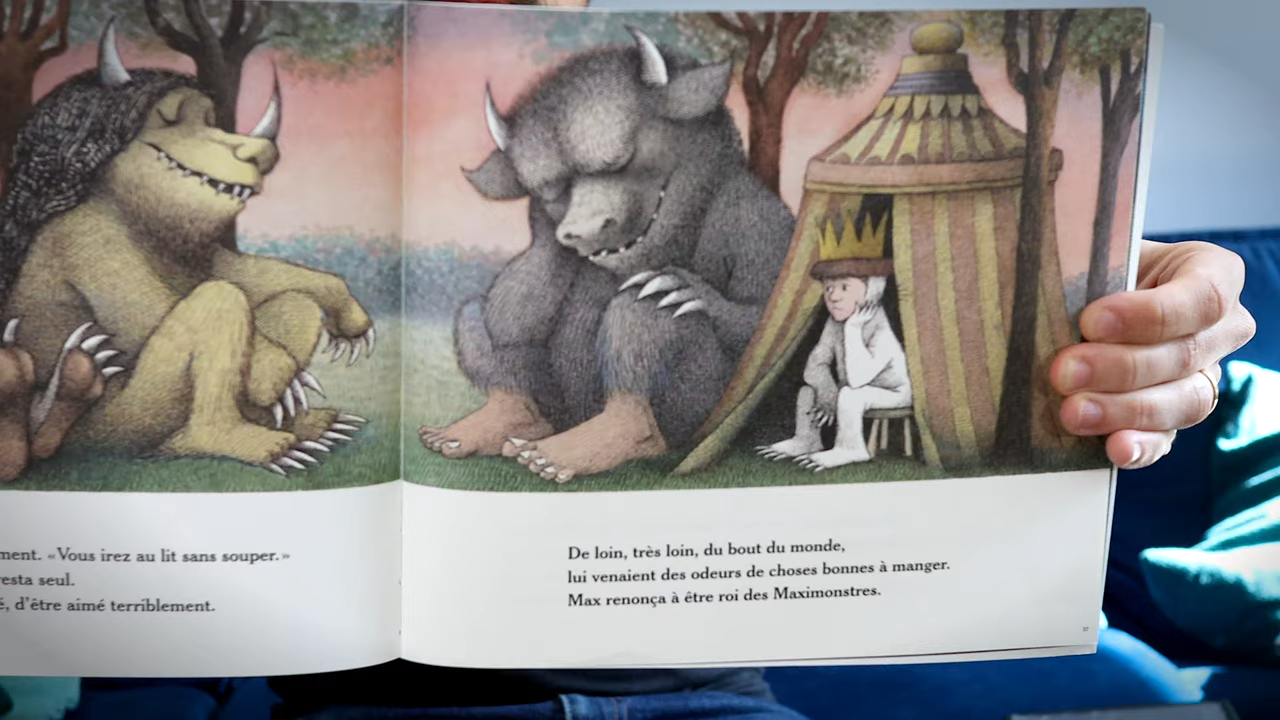 ment. «Vous irez au lit sans souper.»
resta seul.
é, d'être aimé terriblement.
De loin, très loin, du bout du monde,
lui venaient des odeurs de choses bonnes à manger.
Max renonça à être roi des Maximonstres.